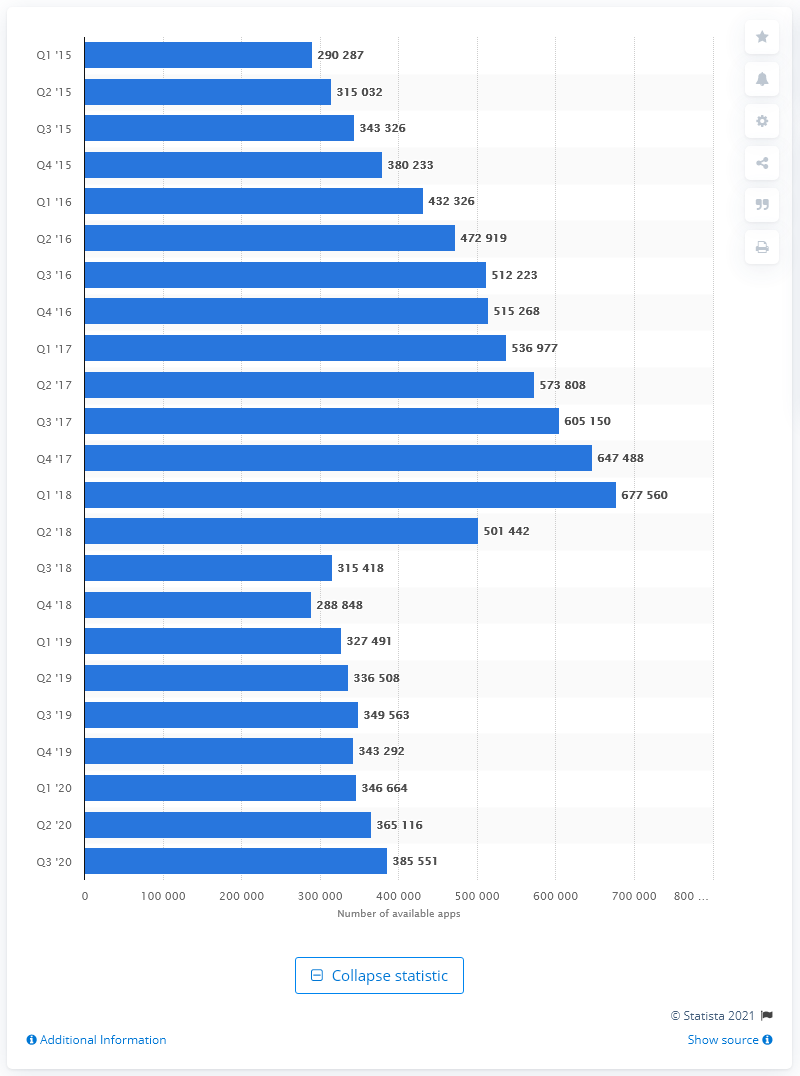 Q1 '15 290 287
Q2 '15 315 032
Q3 '15 343 326
Q4 '15 380 233
Q1 '16 432 326
Q2 '16 472 919
Q3 '16 512 223
Q4 '16 515 268
Q1 '17 536 977
Q2 '17 573 808
Q3 '17 605 150
Q4 '17 647 488
Q1 '18 677 560
Q2 '18 501 442
Q3 '18 315 418
Q4 '18 288 848
Q1 '19 327 491
Q2 '19 336 508
Q3 '19 349 563
Q4 '19 343 292
Q1 '20 346 664
Q2 '20 365 116
Q3 '20 385 551
0 100 000 200 000 300 000 400 000 500 000 600 000 700 000 800 ...
Number of available apps
Collapse statistic
© Statista 2021
Additional Information Show source